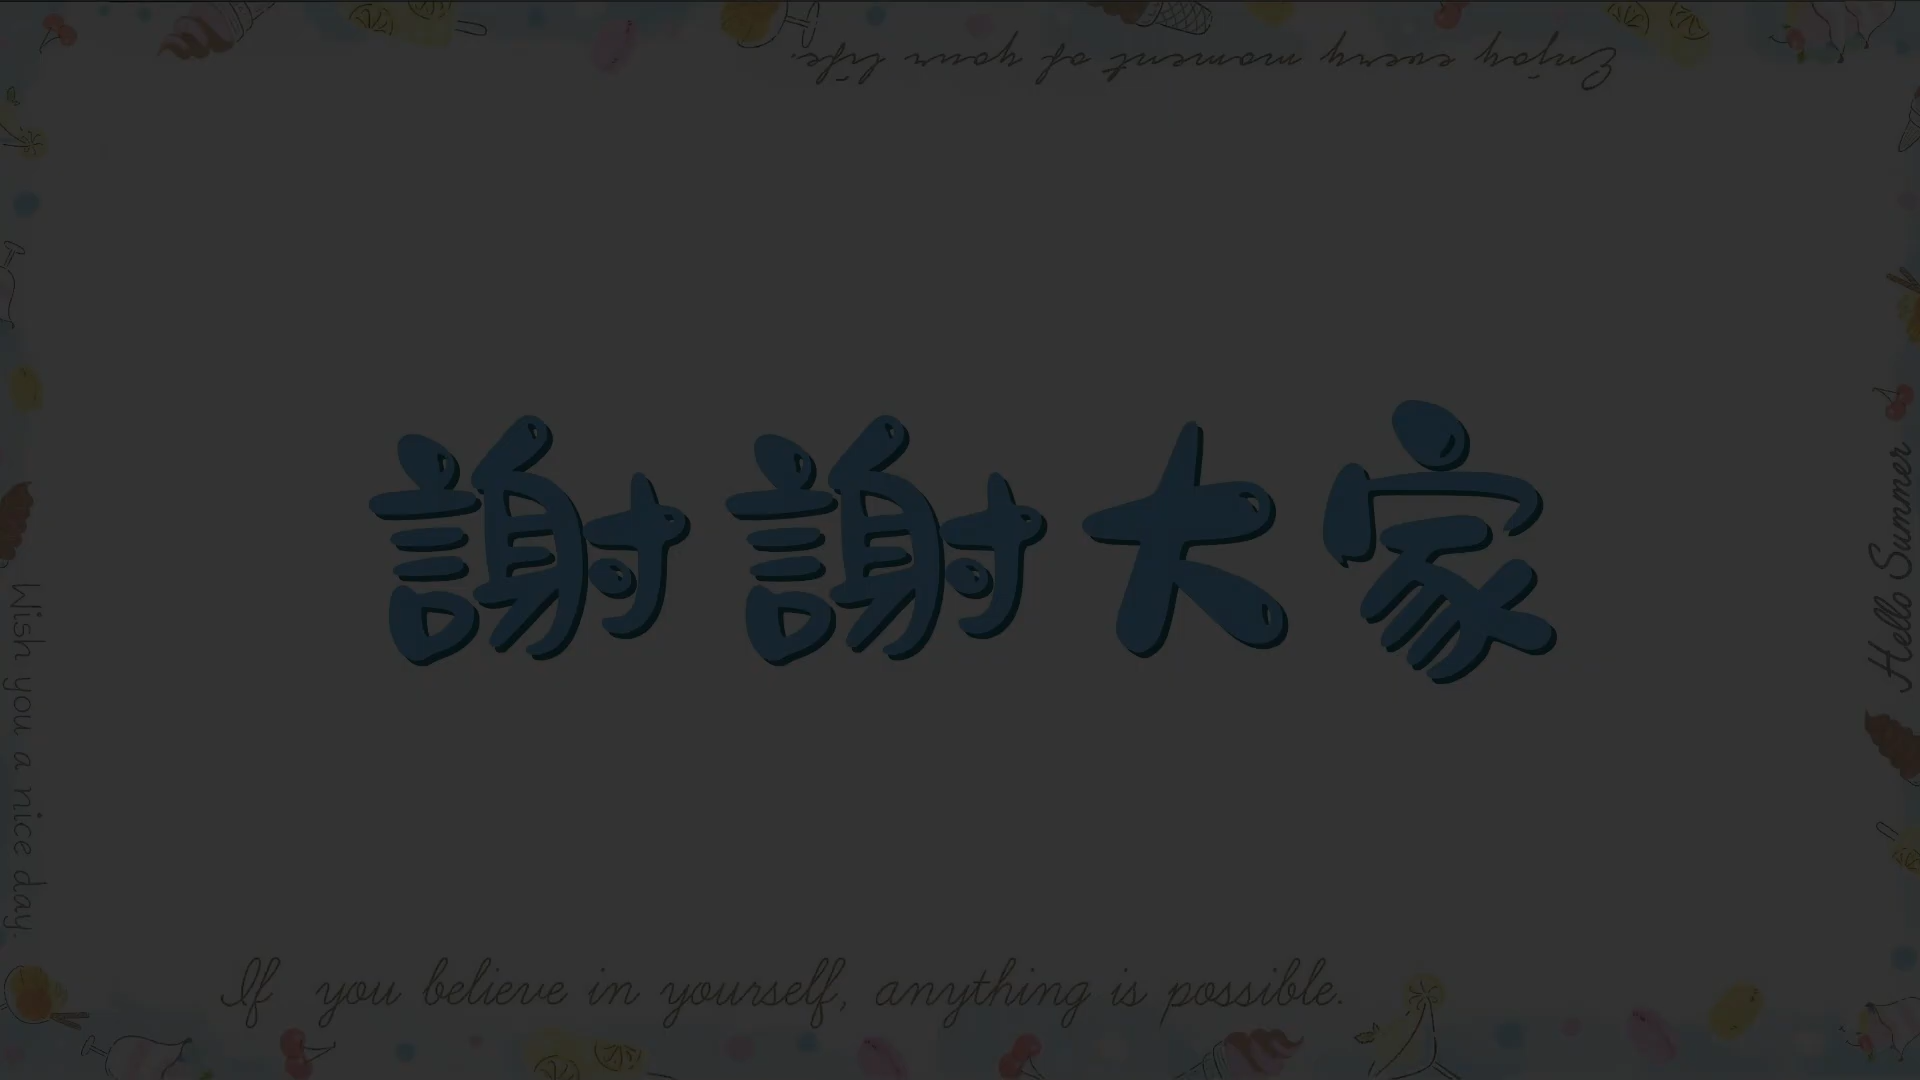 Enjoy every moment of your life.
謝謝大家
Hello Summer
Wish you a nice day.
If you believe in yourself, anything is possible.